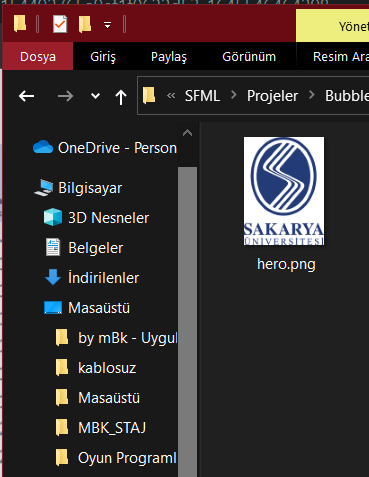 Yönet
Dosya
Giriş
Paylaş
Görünüm
Resim Ara
« SFML > Projeler > Bubble
OneDrive - Person
Bilgisayar
3D Nesneler
Belgeler
İndirilenler
Masaüstü
by mBk - Uygul
kablosuz
Masaüstü
MBK_STAJ
Oyun Programl
SAKARYA
ÜNİVERSİTESİ
hero.png